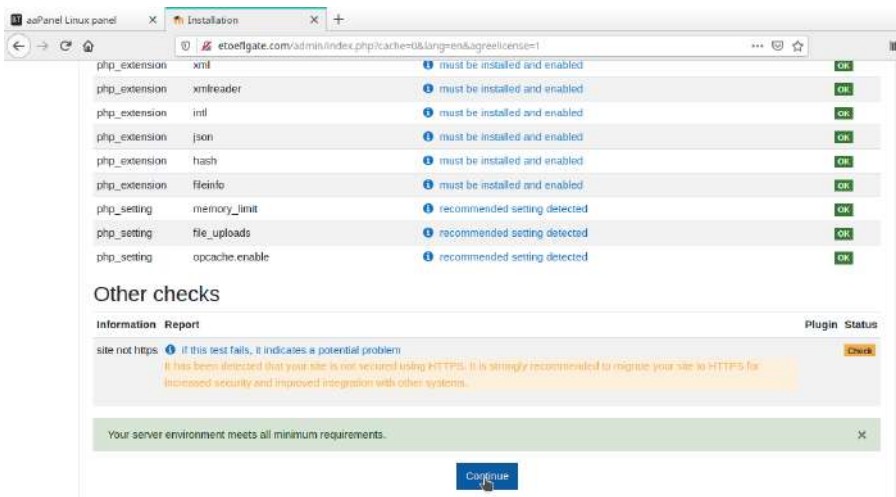 aaPanel Linux panel
Installation
etoeflgate.com/admin/index.php?cache=0&lang=en&agreelicense=1
php_extension xml must be installed and enabled OK
php_extension xmlreader must be installed and enabled OK
php_extension intl must be installed and enabled OK
php_extension json must be installed and enabled OK
php_extension hash must be installed and enabled OK
php_extension fileinfo must be installed and enabled OK
php_setting memory_limit recommended setting detected OK
php_setting file_uploads recommended setting detected OK
php_setting opcache.enable recommended setting detected OK
Other checks
Information Report Plugin Status
site not https if this test fails, it indicates a potential problem Check
It has been detected that your site is not secured using HTTPS. It is strongly recommended to migrate your site to HTTPS for
increased security and improved integration with other systems.
Your server environment meets all minimum requirements.
Continue